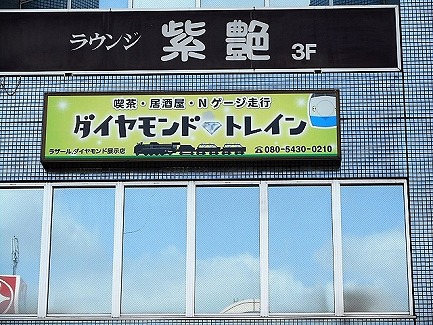 ラウンジ 紫艶 3F
喫茶・居酒屋・Nゲージ走行
ダイヤモンド トレイン
ラザール.ダイヤモンド展示店 ☎080-5430-0210